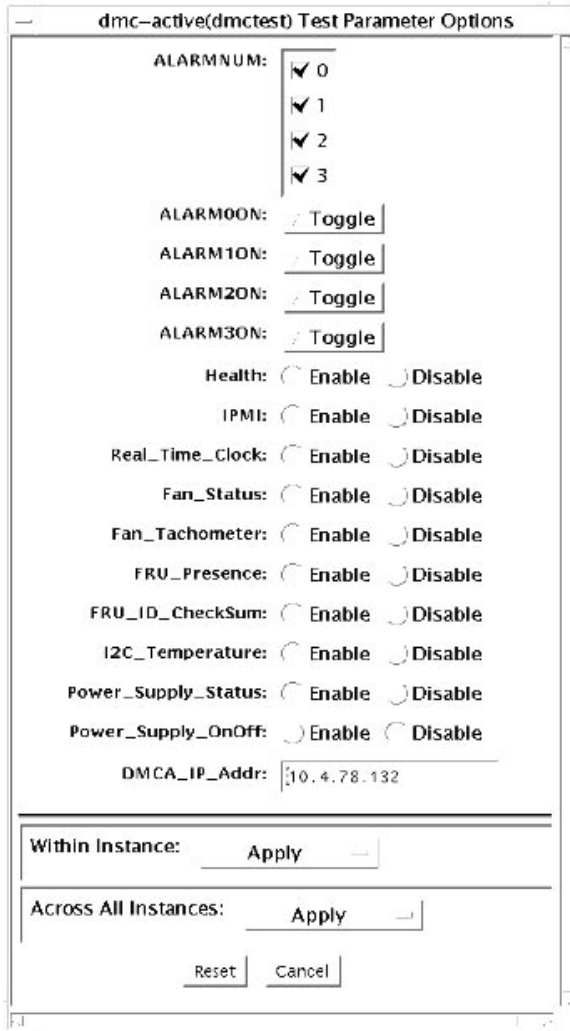 dmc-active(dmctest) Test Parameter Options
ALARMNUM:
0
1
2
3
ALARM0ON: Toggle
ALARM1ON: Toggle
ALARM2ON: Toggle
ALARM3ON: Toggle
Health: Enable Disable
IPMI: Enable Disable
Real_Time_Clock: Enable Disable
Fan_Status: Enable Disable
Fan_Tachometer: Enable Disable
FRU_Presence: Enable Disable
FRU_ID_CheckSum: Enable Disable
I2C_Temperature: Enable Disable
Power_Supply_Status: Enable Disable
Power_Supply_OnOff: Enable Disable
DMCA_IP_Addr: 10.4.78.132
Within Instance: Apply
Across All Instances: Apply
Reset Cancel